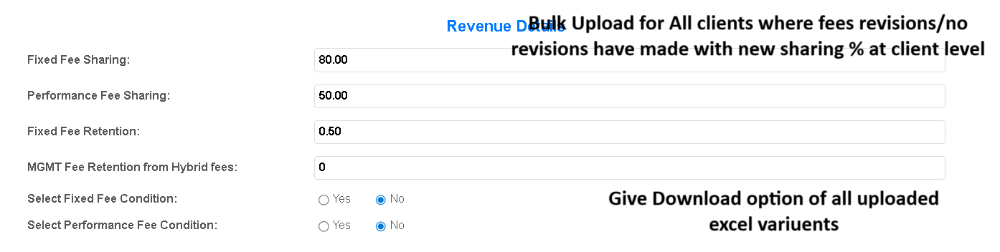 Revenue Details
Bulk Upload for All clients where fees revisions/no
revisions have made with new sharing % at client level
Fixed Fee Sharing: 80.00
Performance Fee Sharing: 50.00
Fixed Fee Retention: 0.50
MGMT Fee Retention from Hybrid fees: 0
Select Fixed Fee Condition: Yes No
Select Performance Fee Condition: Yes No
Give Download option of all uploaded
excel variuents